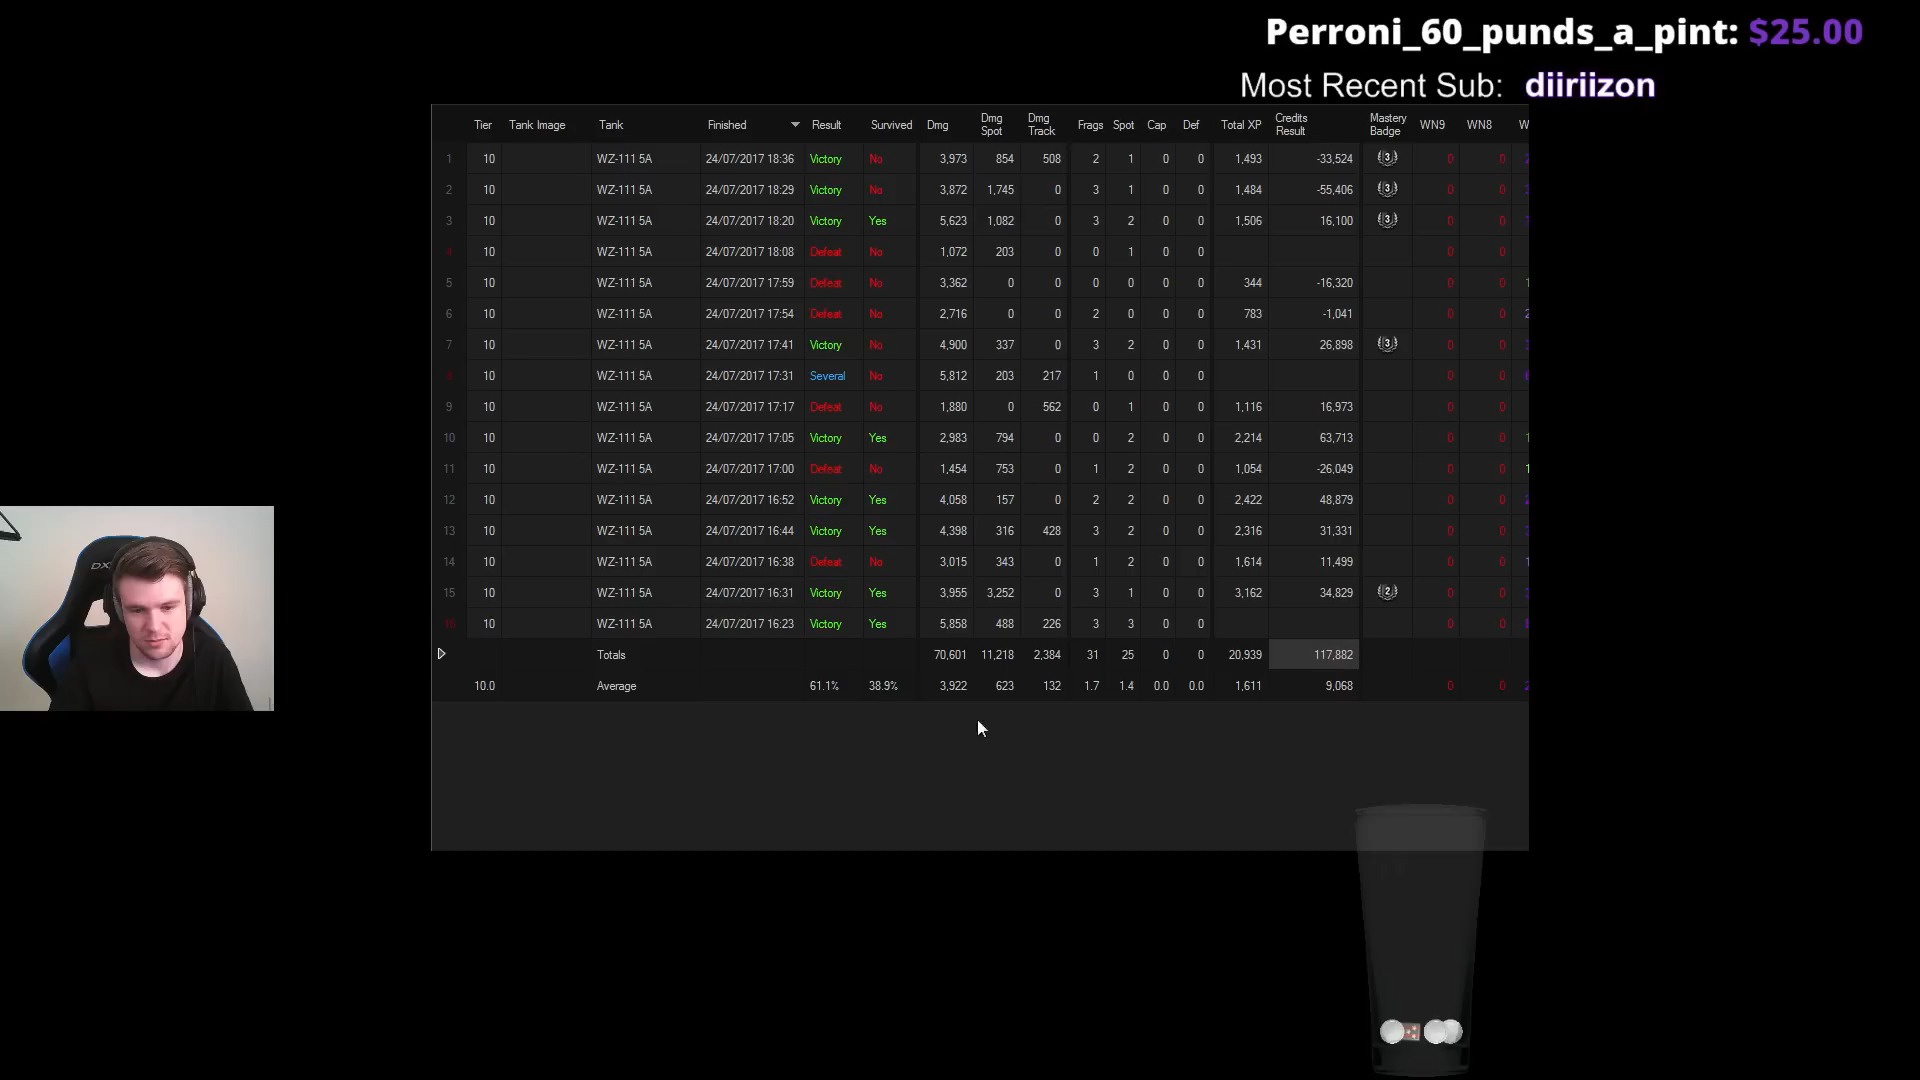 Perroni_60_punds_a_pint: $25.00
Most Recent Sub: diiriizon
Tier Tank Image Tank Finished Result Survived Dmg Dmg Spot Dmg Track Frags Spot Cap Def Total XP Credits Result Mastery Badge WN9 WN8 W
1 10 WZ-111 5A 24/07/2017 18:36 Victory No 3,973 854 508 2 1 0 0 1,493 -33,524 3 0 0
2 10 WZ-111 5A 24/07/2017 18:29 Victory No 3,872 1,745 0 3 1 0 0 1,484 -55,406 3 0 0
3 10 WZ-111 5A 24/07/2017 18:20 Victory Yes 5,623 1,082 0 3 2 0 0 1,506 16,100 3 0 0
4 10 WZ-111 5A 24/07/2017 18:08 Defeat No 1,072 203 0 0 1 0 0 0 0
5 10 WZ-111 5A 24/07/2017 17:59 Defeat No 3,362 0 0 0 0 0 0 344 -16,320 0 0 1
6 10 WZ-111 5A 24/07/2017 17:54 Defeat No 2,716 0 0 2 0 0 0 783 -1,041 0 0 2
7 10 WZ-111 5A 24/07/2017 17:41 Victory No 4,900 337 0 3 2 0 0 1,431 26,898 3 0 0
8 10 WZ-111 5A 24/07/2017 17:31 Several No 5,812 203 217 1 0 0 0 0 0
9 10 WZ-111 5A 24/07/2017 17:17 Defeat No 1,880 0 562 0 1 0 0 1,116 16,973 0 0
10 10 WZ-111 5A 24/07/2017 17:05 Victory Yes 2,983 794 0 0 2 0 0 2,214 63,713 0 0 1
11 10 WZ-111 5A 24/07/2017 17:00 Defeat No 1,454 753 0 1 2 0 0 1,054 -26,049 0 0 1
12 10 WZ-111 5A 24/07/2017 16:52 Victory Yes 4,058 157 0 2 2 0 0 2,422 48,879 0 0
13 10 WZ-111 5A 24/07/2017 16:44 Victory Yes 4,398 316 428 3 2 0 0 2,316 31,331 0 0
14 10 WZ-111 5A 24/07/2017 16:38 Defeat No 3,015 343 0 1 2 0 0 1,614 11,499 0 0 1
15 10 WZ-111 5A 24/07/2017 16:31 Victory Yes 3,955 3,252 0 3 1 0 0 3,162 34,829 2 0 0
16 10 WZ-111 5A 24/07/2017 16:23 Victory Yes 5,858 488 226 3 3 0 0 0 0
Totals 70,601 11,218 2,384 31 25 0 0 20,939 117,882
10.0 Average 61.1% 38.9% 3,922 623 132 1.7 1.4 0.0 0.0 1,611 9,068 0 0 2
DX